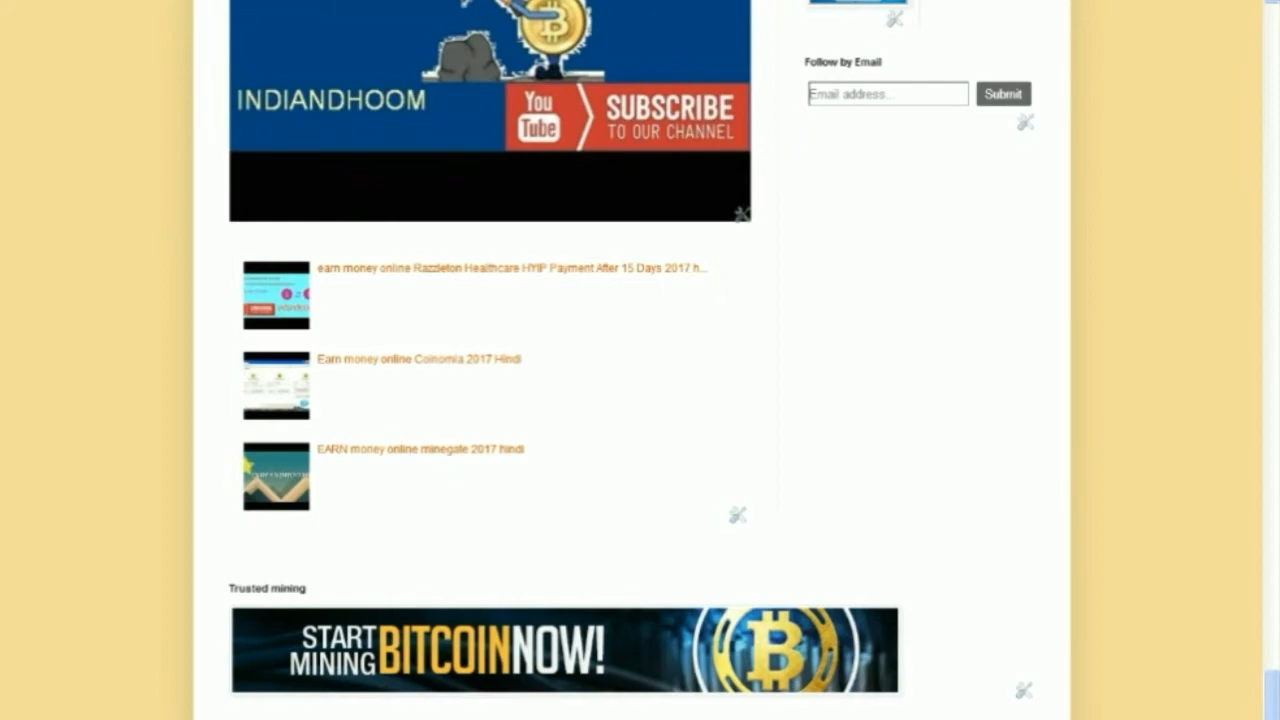 Follow by Email
Email address...
Submit
INDIANDHOOM
You
Tube
SUBSCRIBE
TO OUR CHANNEL
earn money online Razzleton Healthcare HYIP Payment After 15 Days 2017 h...
Earn money online Coinomia 2017 Hindi
EARN money online minegate 2017 hindi
Trusted mining
START
MINING
BITCOINNOW!